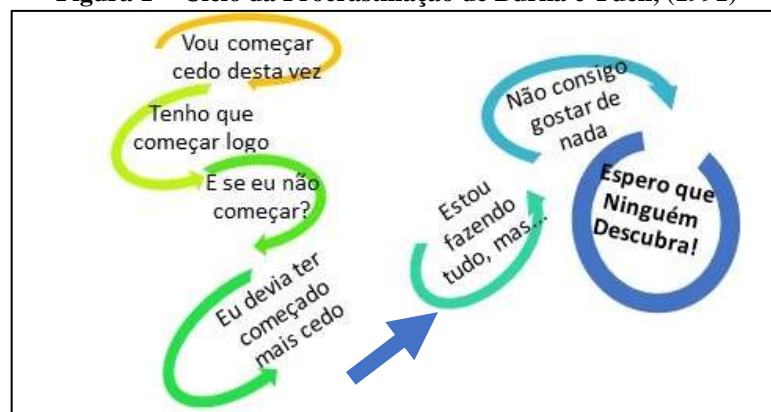 Vou começar
cedo desta vez
Tenho que
começar logo
E se eu não
começar?
Eu devia ter
começado
mais cedo
Estou
fazendo
tudo, mas...
Não consigo
gostar de
nada
Espero que
Ninguém
Descubra!